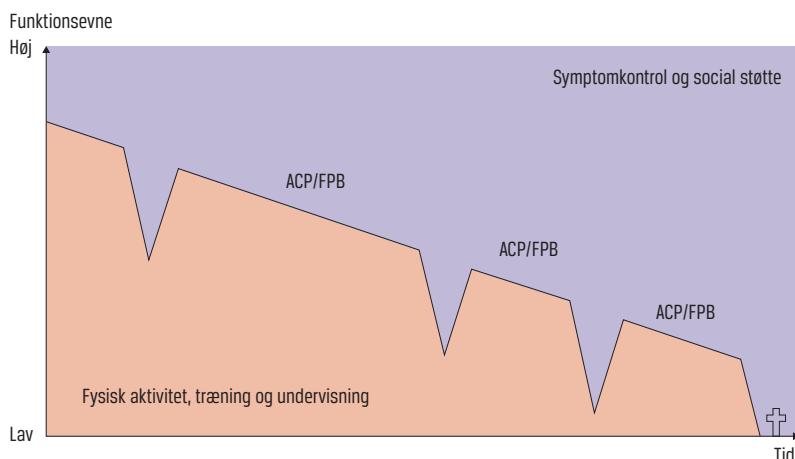 Funktionsevne
Høj
Symptomkontrol og social støtte
ACP/FPB
ACP/FPB
ACP/FPB
Fysisk aktivitet, træning og undervisning
Lav
Tid